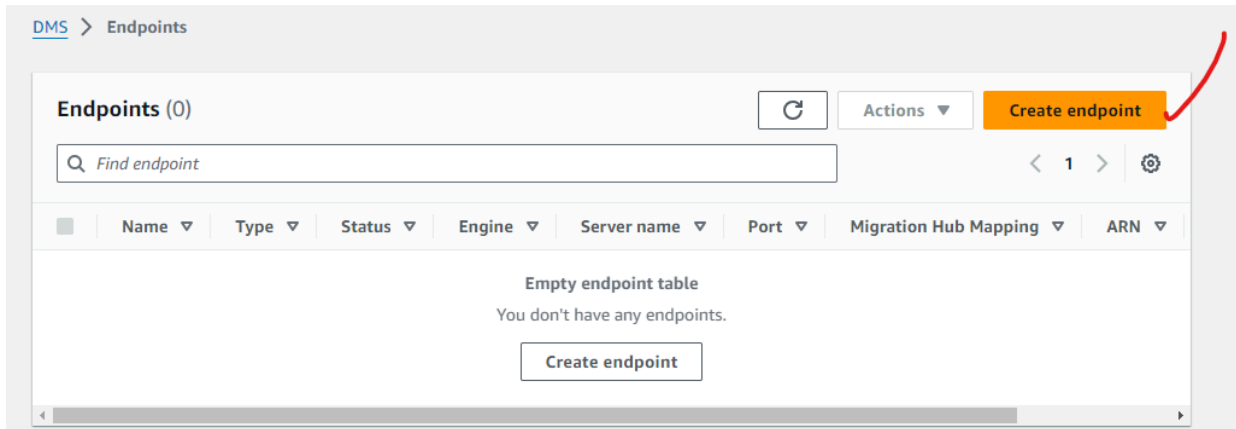 DMS > Endpoints
Endpoints (0)
Actions
Create endpoint
Find endpoint
< 1 >
Name Type Status Engine Server name Port Migration Hub Mapping ARN
Empty endpoint table
You don't have any endpoints.
Create endpoint